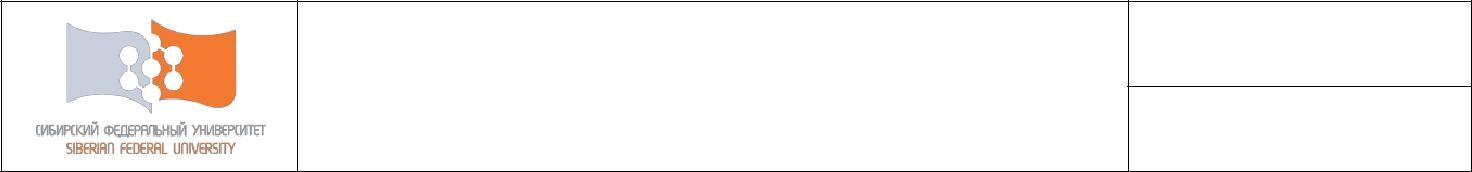 СИБИРСКИЙ ФЕДЕРАЛЬНЫЙ УНИВЕРСИТЕТ
SIBERIAN FEDERAL UNIVERSITY